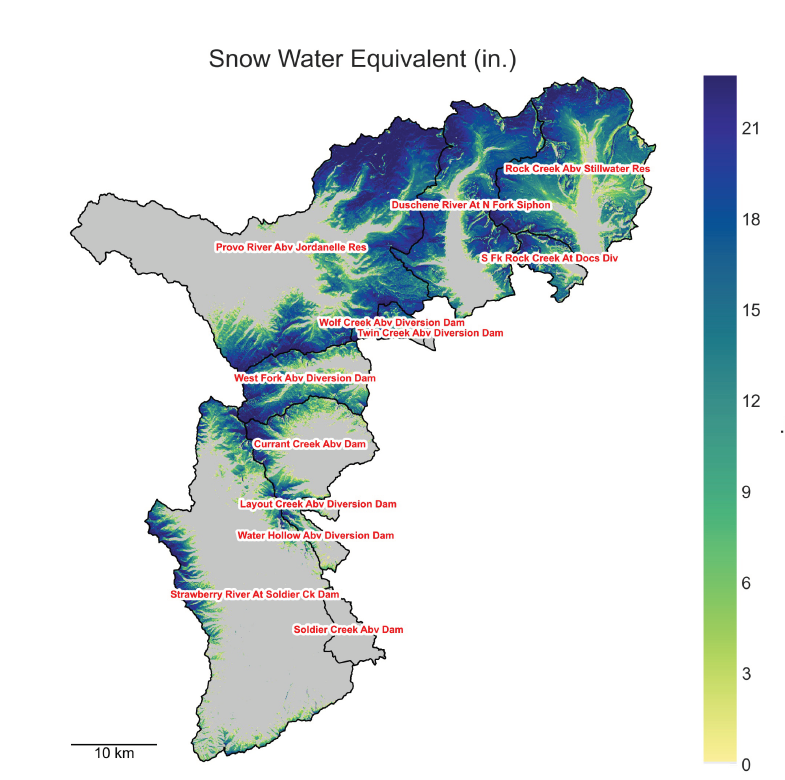 Snow Water Equivalent (in.)
21
Rock Creek Abv Stillwater Res
Duschene River At N Fork Siphon
18
Provo River Abv Jordanelle Res
S Fk Rock Creek At Docs Div
15
Wolf Creek Abv Diversion Dam
Twin Creek Abv Diversion Dam
West Fork Abv Diversion Dam
12
Currant Creek Abv Dam
9
Layout Creek Abv Diversion Dam
Water Hollow Abv Diversion Dam
6
Strawberry River At Soldier Ck Dam
Soldier Creek Abv Dam
3
10 km
0